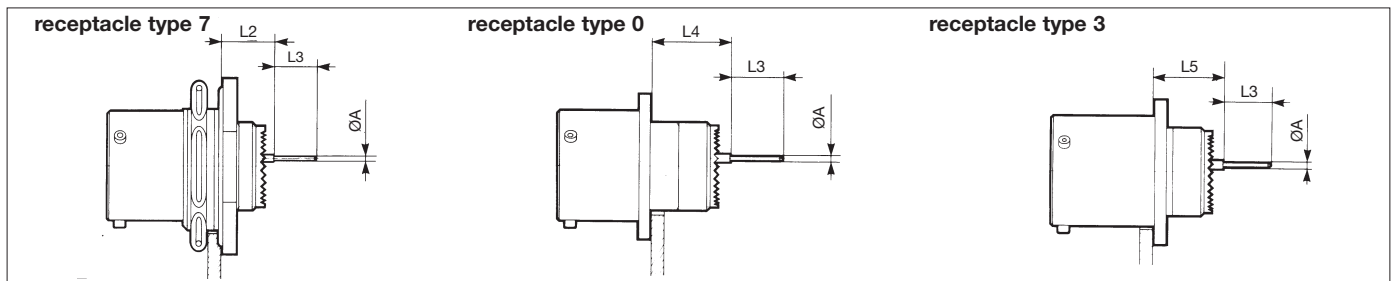 receptacle type 7
L2
L3
ØA
receptacle type 0
L4
L3
ØA
receptacle type 3
L5
L3
ØA